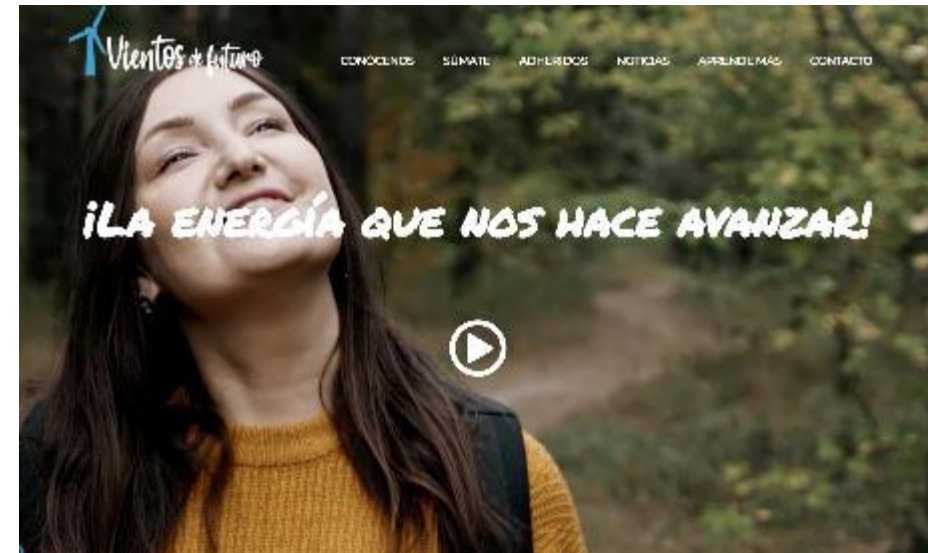 Vientos de futuro
CONÓCENOS SÚMATE ADHERIDOS NOTICIAS APRENDE MÁS CONTACTO
¡LA ENERGÍA QUE NOS HACE AVANZAR!